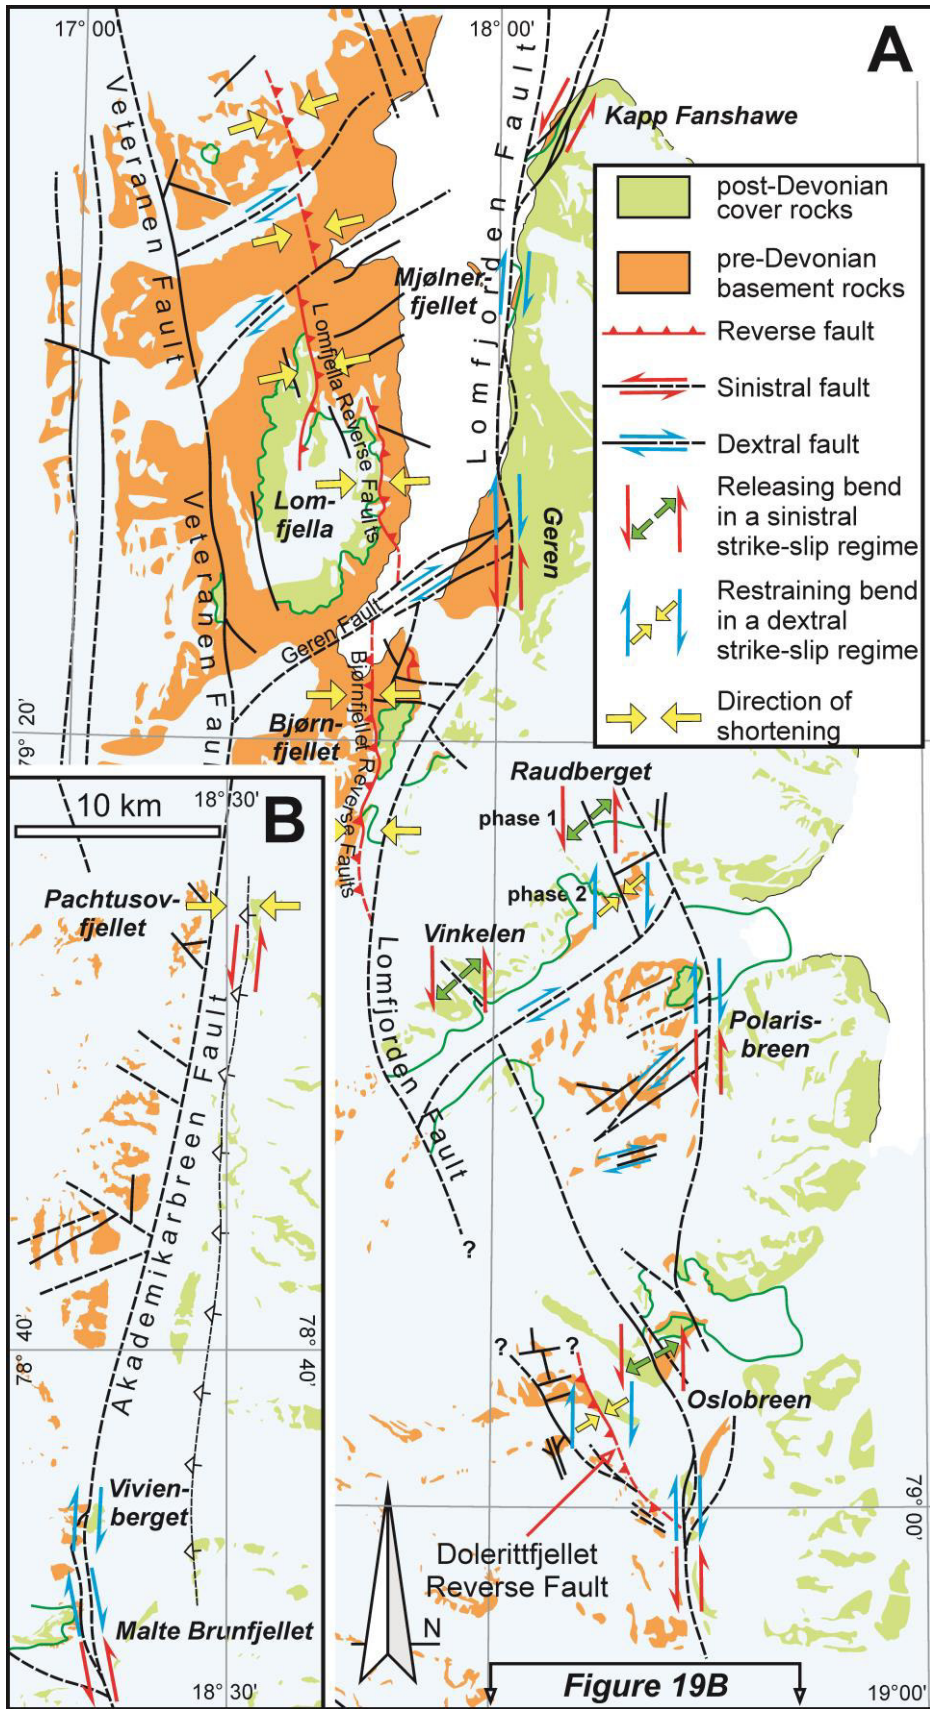 17°00'
18°00'
A
Veteranen Fault
Lomfjorden Fault
Kapp Fanshawe
post-Devonian
cover rocks
pre-Devonian
basement rocks
Reverse fault
Sinistral fault
Dextral fault
Releasing bend
in a sinistral
strike-slip regime
Restraining bend
in a dextral
strike-slip regime
Direction of
shortening
Mjølner-
fjellet
Lomfjella Reverse Faults
Lom-
fjella
Veteranen Fau
Geren
Geren Fault
79° 20'
Bjørn-
fjellet
Bjørnfjellet Reverse Faults
Raudberget
phase 1
phase 2
Vinkelen
Lomfjorden Fault
?
Polaris-
breen
? ?
Oslobreen
79° 00'
Dolerittfjellet
Reverse Fault
N
Figure 19B
19°00'
B
10 km
18°30'
Pachtusov-
fjellet
Akademikarbreen Fault
78° 40'
78° 40'
Vivien-
berget
Malte Brunfjellet
18°30'